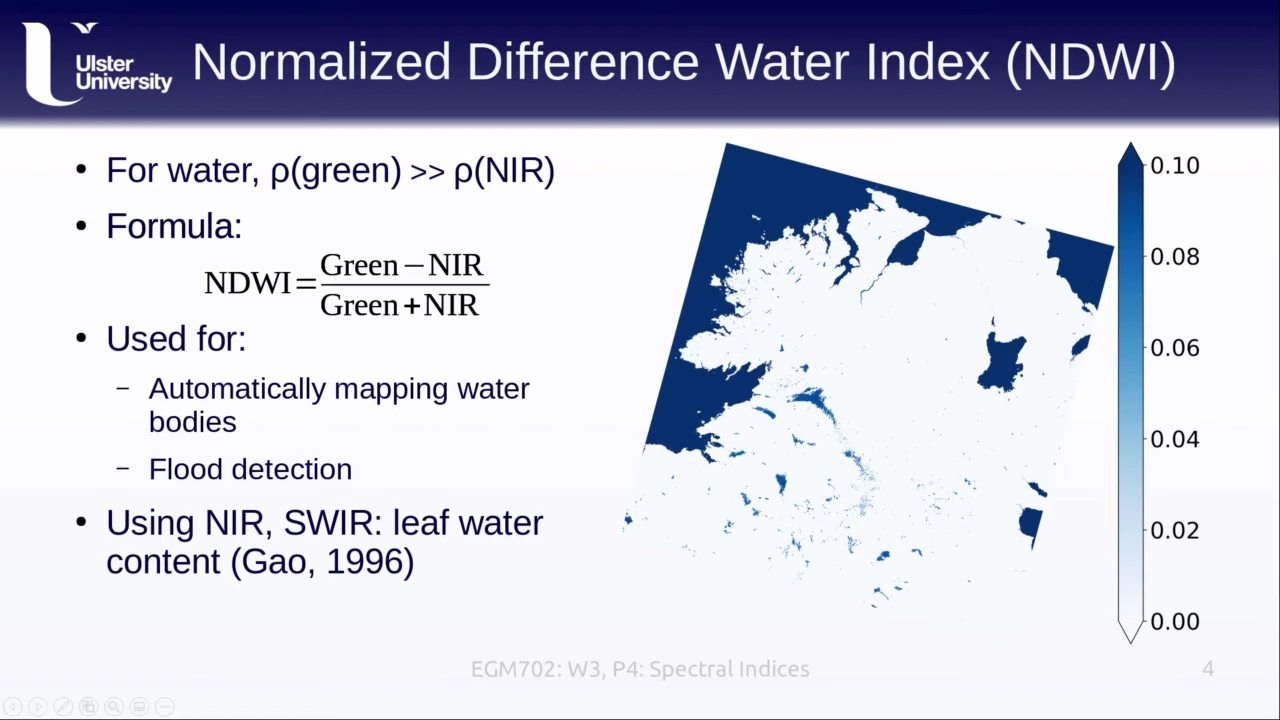 Ulster
University
Normalized Difference Water Index (NDWI)
• For water, ρ(green) >> ρ(NIR)
• Formula:
NDWI = Green − NIR
Green + NIR
• Used for:
– Automatically mapping water
bodies
– Flood detection
• Using NIR, SWIR: leaf water
content (Gao, 1996)
0.10
0.08
0.06
0.04
0.02
0.00
EGM702: W3, P4: Spectral Indices
4